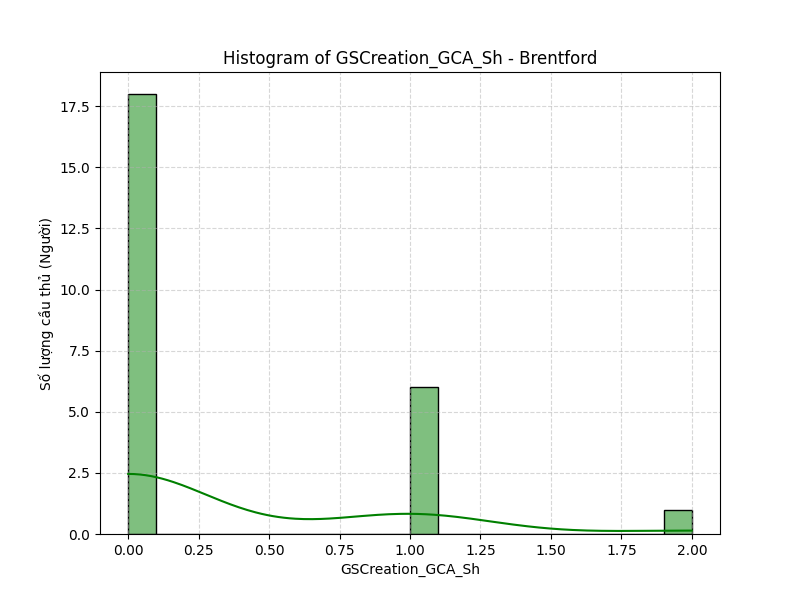 Histogram of GSCreation_GCA_Sh - Brentford
Số lượng cầu thủ (Người)
17.5
15.0
12.5
10.0
7.5
5.0
2.5
0.0
0.00 0.25 0.50 0.75 1.00 1.25 1.50 1.75 2.00
GSCreation_GCA_Sh